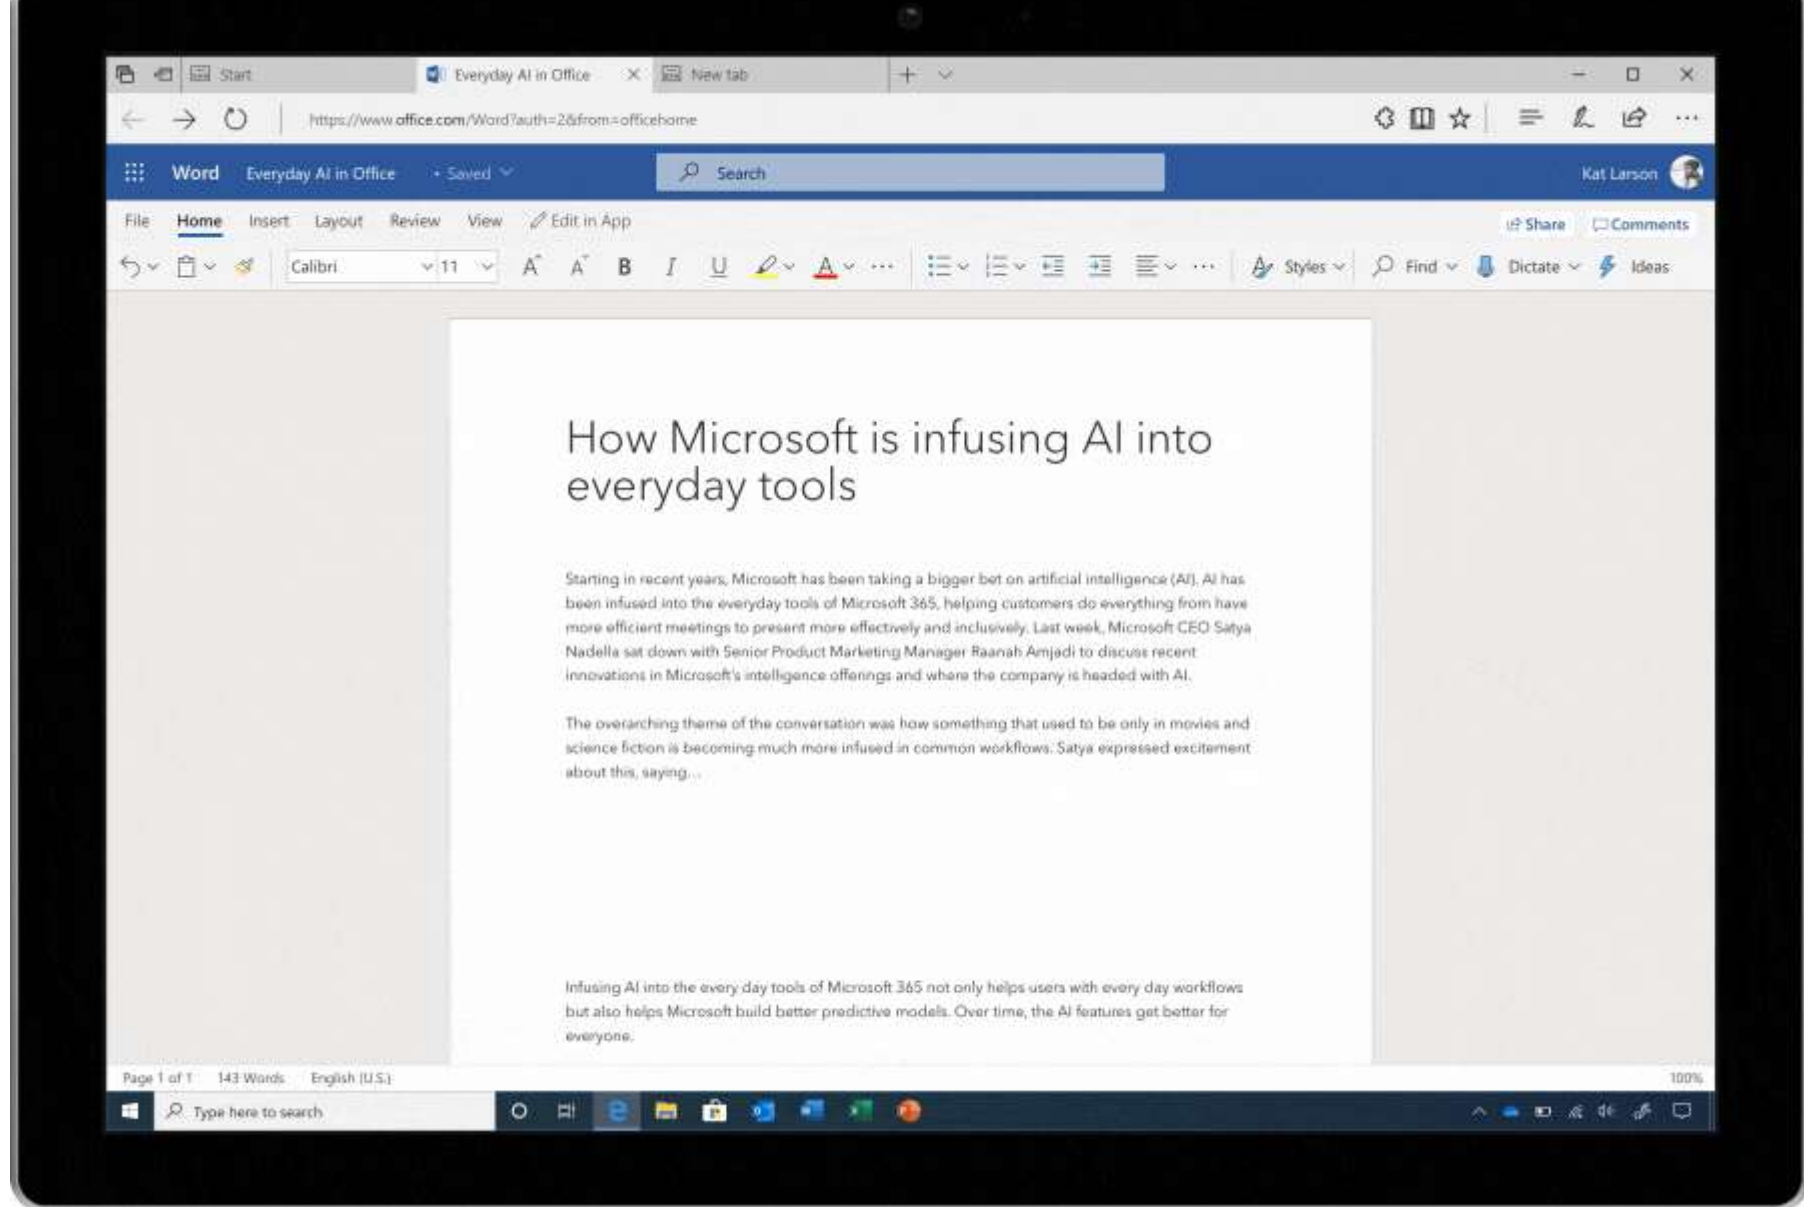 Start
Everyday AI in Office
New tab
https://www.office.com/Word?auth=2&from=officehome
Word Everyday AI in Office • Saved
Search
Kat Larson
File Home Insert Layout Review View Edit in App
Share Comments
Calibri 11 A A B I U A ... Styles Find Dictate Ideas
How Microsoft is infusing AI into
everyday tools
Starting in recent years, Microsoft has been taking a bigger bet on artificial intelligence (AI). AI has
been infused into the everyday tools of Microsoft 365, helping customers do everything from have
more efficient meetings to present more effectively and inclusively. Last week, Microsoft CEO Satya
Nadella sat down with Senior Product Marketing Manager Raanah Amjadi to discuss recent
innovations in Microsoft's intelligence offerings and where the company is headed with AI.
The overarching theme of the conversation was how something that used to be only in movies and
science fiction is becoming much more infused in common workflows. Satya expressed excitement
about this, saying...
Infusing AI into the every day tools of Microsoft 365 not only helps users with every day workflows
but also helps Microsoft build better predictive models. Over time, the AI features get better for
everyone.
Page 1 of 1 143 Words English (U.S.)
100%
Type here to search